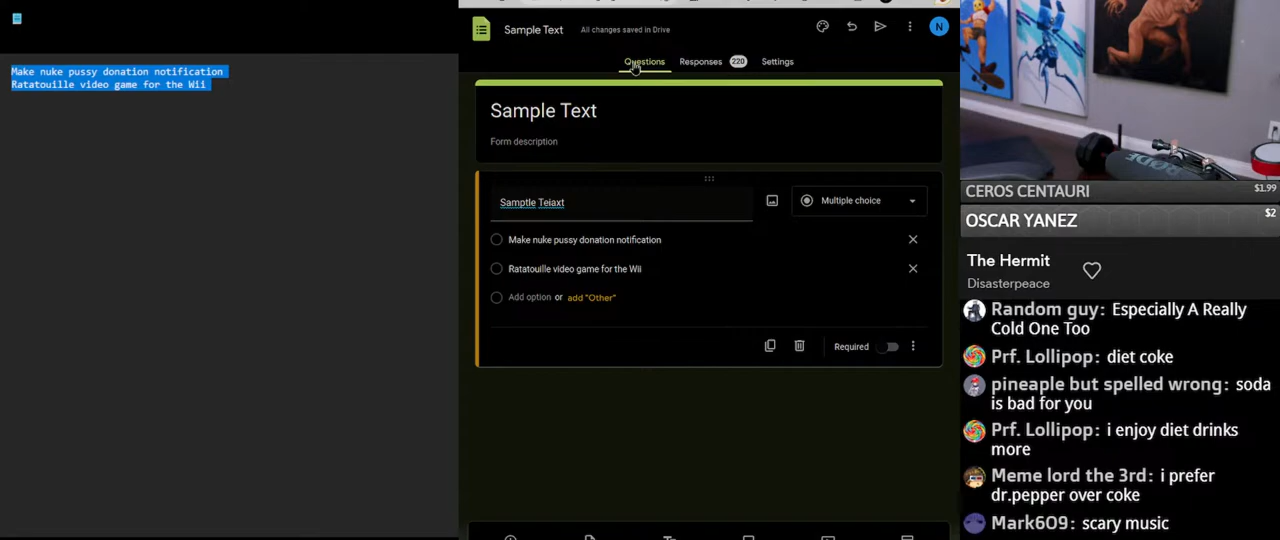 Make nuke pussy donation notification
Ratatouille video game for the Wii
Sample Text
All changes saved in Drive
N
Questions
Responses
220
Settings
Sample Text
Form description
Samptle Teiaxt
Multiple choice
Make nuke pussy donation notification
Ratatouille video game for the Wii
Add option or add "Other"
Required
RODE
CEROS CENTAURI
$1.99
OSCAR YANEZ
$2
The Hermit
Disasterpeace
Random guy: Especially A Really
Cold One Too
Prf. Lollipop: diet coke
pineaple but spelled wrong: soda
is bad for you
Prf. Lollipop: i enjoy diet drinks
more
Meme lord the 3rd: i prefer
dr.pepper over coke
Mark609: scary music